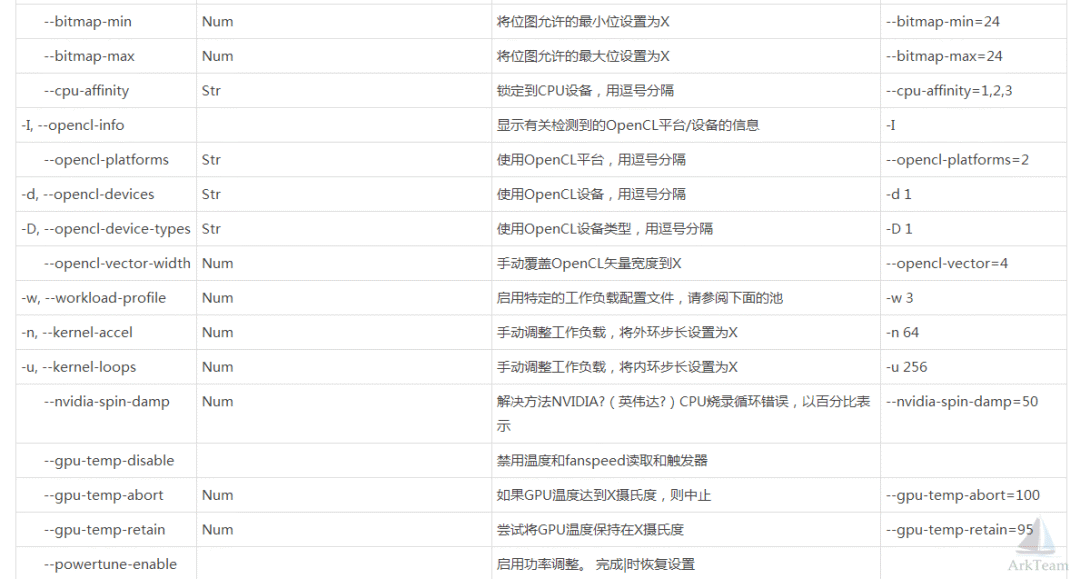 --bitmap-min Num 将位图允许的最小位设置为X --bitmap-min=24
--bitmap-max Num 将位图允许的最大位设置为X --bitmap-max=24
--cpu-affinity Str 锁定到CPU设备，用逗号分隔 --cpu-affinity=1,2,3
-I, --opencl-info 显示有关检测到的OpenCL平台/设备的信息 -I
--opencl-platforms Str 使用OpenCL平台，用逗号分隔 --opencl-platforms=2
-d, --opencl-devices Str 使用OpenCL设备，用逗号分隔 -d 1
-D, --opencl-device-types Str 使用OpenCL设备类型，用逗号分隔 -D 1
--opencl-vector-width Num 手动覆盖OpenCL矢量宽度到X --opencl-vector=4
-w, --workload-profile Num 启用特定的工作负载配置文件，请参阅下面的池 -w 3
-n, --kernel-accel Num 手动调整工作负载，将外环步长设置为X -n 64
-u, --kernel-loops Num 手动调整工作负载，将内环步长设置为X -u 256
--nvidia-spin-damp Num 解决方法NVIDIA?（英伟达?）CPU烧录循环错误，以百分比表 --nvidia-spin-damp=50
示
--gpu-temp-disable 禁用温度和fanspeed读取和触发器
--gpu-temp-abort Num 如果GPU温度达到X摄氏度，则中止 --gpu-temp-abort=100
--gpu-temp-retain Num 尝试将GPU温度保持在X摄氏度 --gpu-temp-retain=95
--powertune-enable 启用功率调整。 完成|时恢复设置
ArkTeam